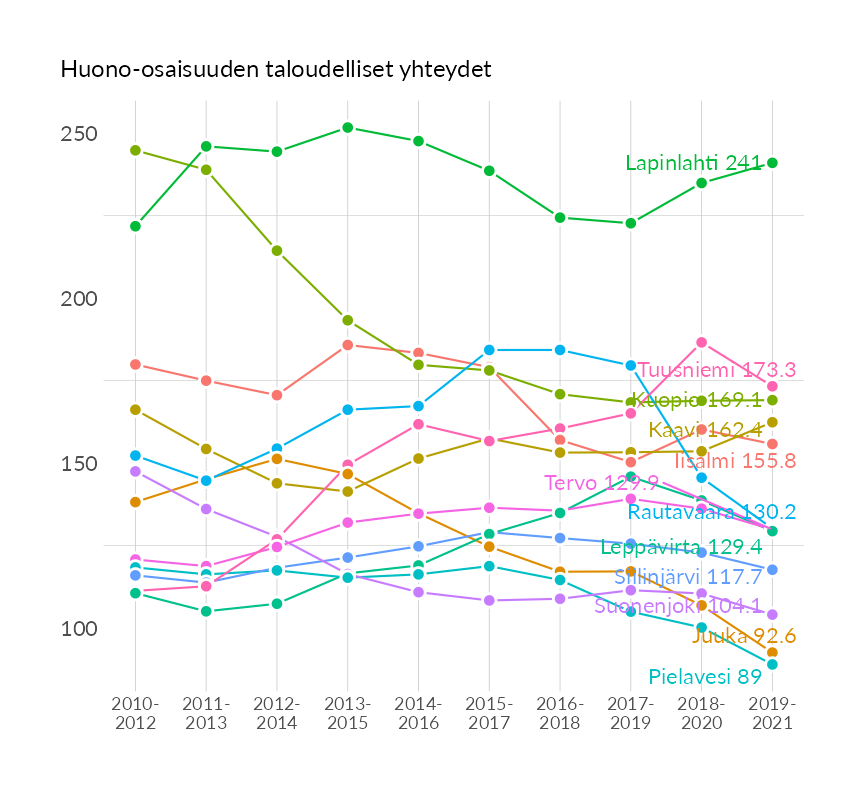 Huono-osaisuuden taloudelliset yhteydet
250
200
150
100
Lapinlahti 241
Tuusniemi 173.3
Kuopio 169.1
Kaavi 162.4
Iisalmi 155.8
Tervo 129.9
Rautavaara 130.2
Leppävirta 129.4
Siilinjärvi 117.7
Suonenjoki 104.1
Juuka 92.6
Pielavesi 89
2010-
2012
2011-
2013
2012-
2014
2013-
2015
2014-
2016
2015-
2017
2016-
2018
2017-
2019
2018-
2020
2019-
2021